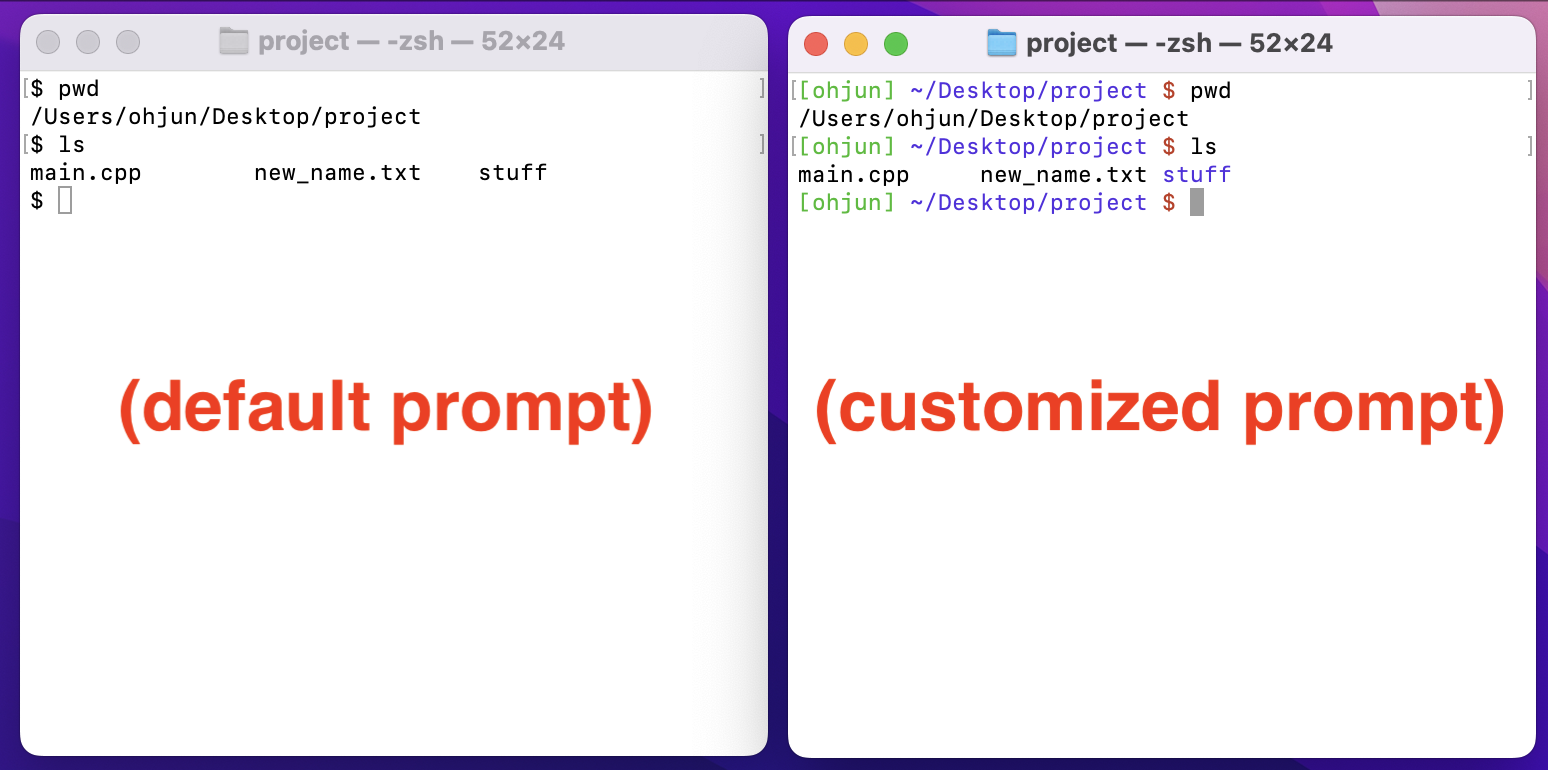 project — -zsh — 52×24
$ pwd
/Users/ohjun/Desktop/project
$ ls
main.cpp        new_name.txt    stuff
$
(default prompt)
project — -zsh — 52×24
[ohjun] ~/Desktop/project $ pwd
/Users/ohjun/Desktop/project
[ohjun] ~/Desktop/project $ ls
main.cpp     new_name.txt stuff
[ohjun] ~/Desktop/project $
(customized prompt)